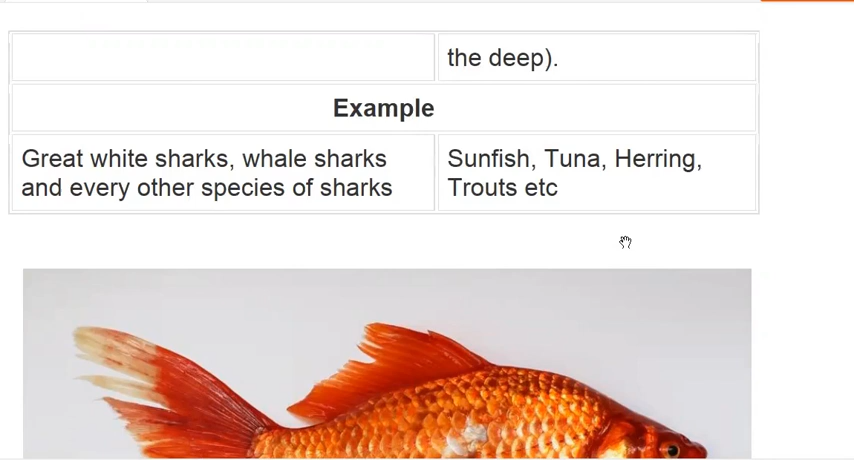 the deep).
Example
Great white sharks, whale sharks
and every other species of sharks
Sunfish, Tuna, Herring,
Trouts etc